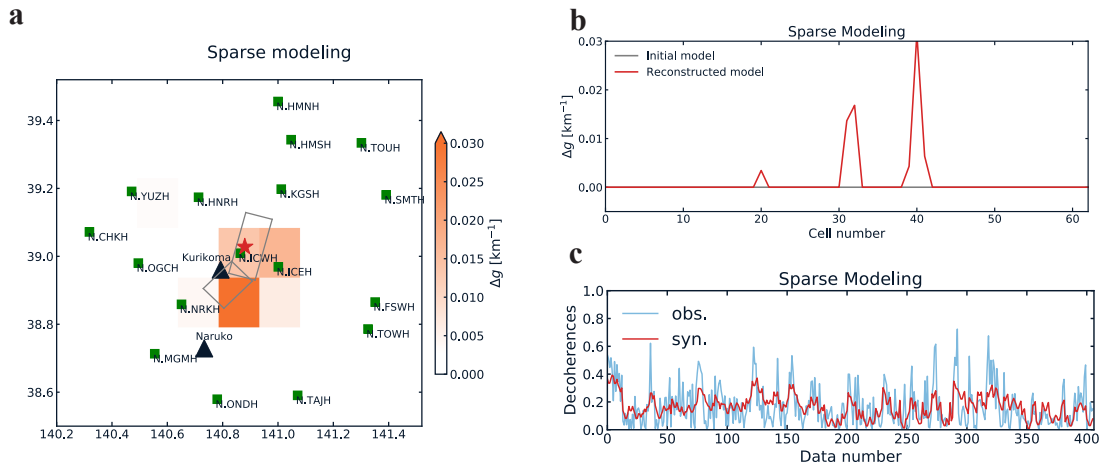 a
Sparse modeling
39.4
39.2
39.0
38.8
38.6
140.2
140.4
140.6
140.8
141.0
141.2
141.4
N.HMNH
N.HMSH
N.TOUH
N.YUZH
N.HNRH
N.KGSH
N.SMTH
N.CHKH
N.OGCH
Kurikoma
N.ICWH
N.ICEH
N.NRKH
N.FSWH
N.TOWH
Naruko
N.MGMH
N.ONDH
N.TAJH
0.030
0.025
0.020
0.015
0.010
0.005
0.000
Δg [km⁻¹]
b
Sparse Modeling
Initial model
Reconstructed model
0.03
0.02
0.01
0.00
Δg [km⁻¹]
0
10
20
30
40
50
60
Cell number
c
Sparse Modeling
obs.
syn.
1.0
0.8
0.6
0.4
0.2
0.0
Decoherences
0
50
100
150
200
250
300
350
400
Data number